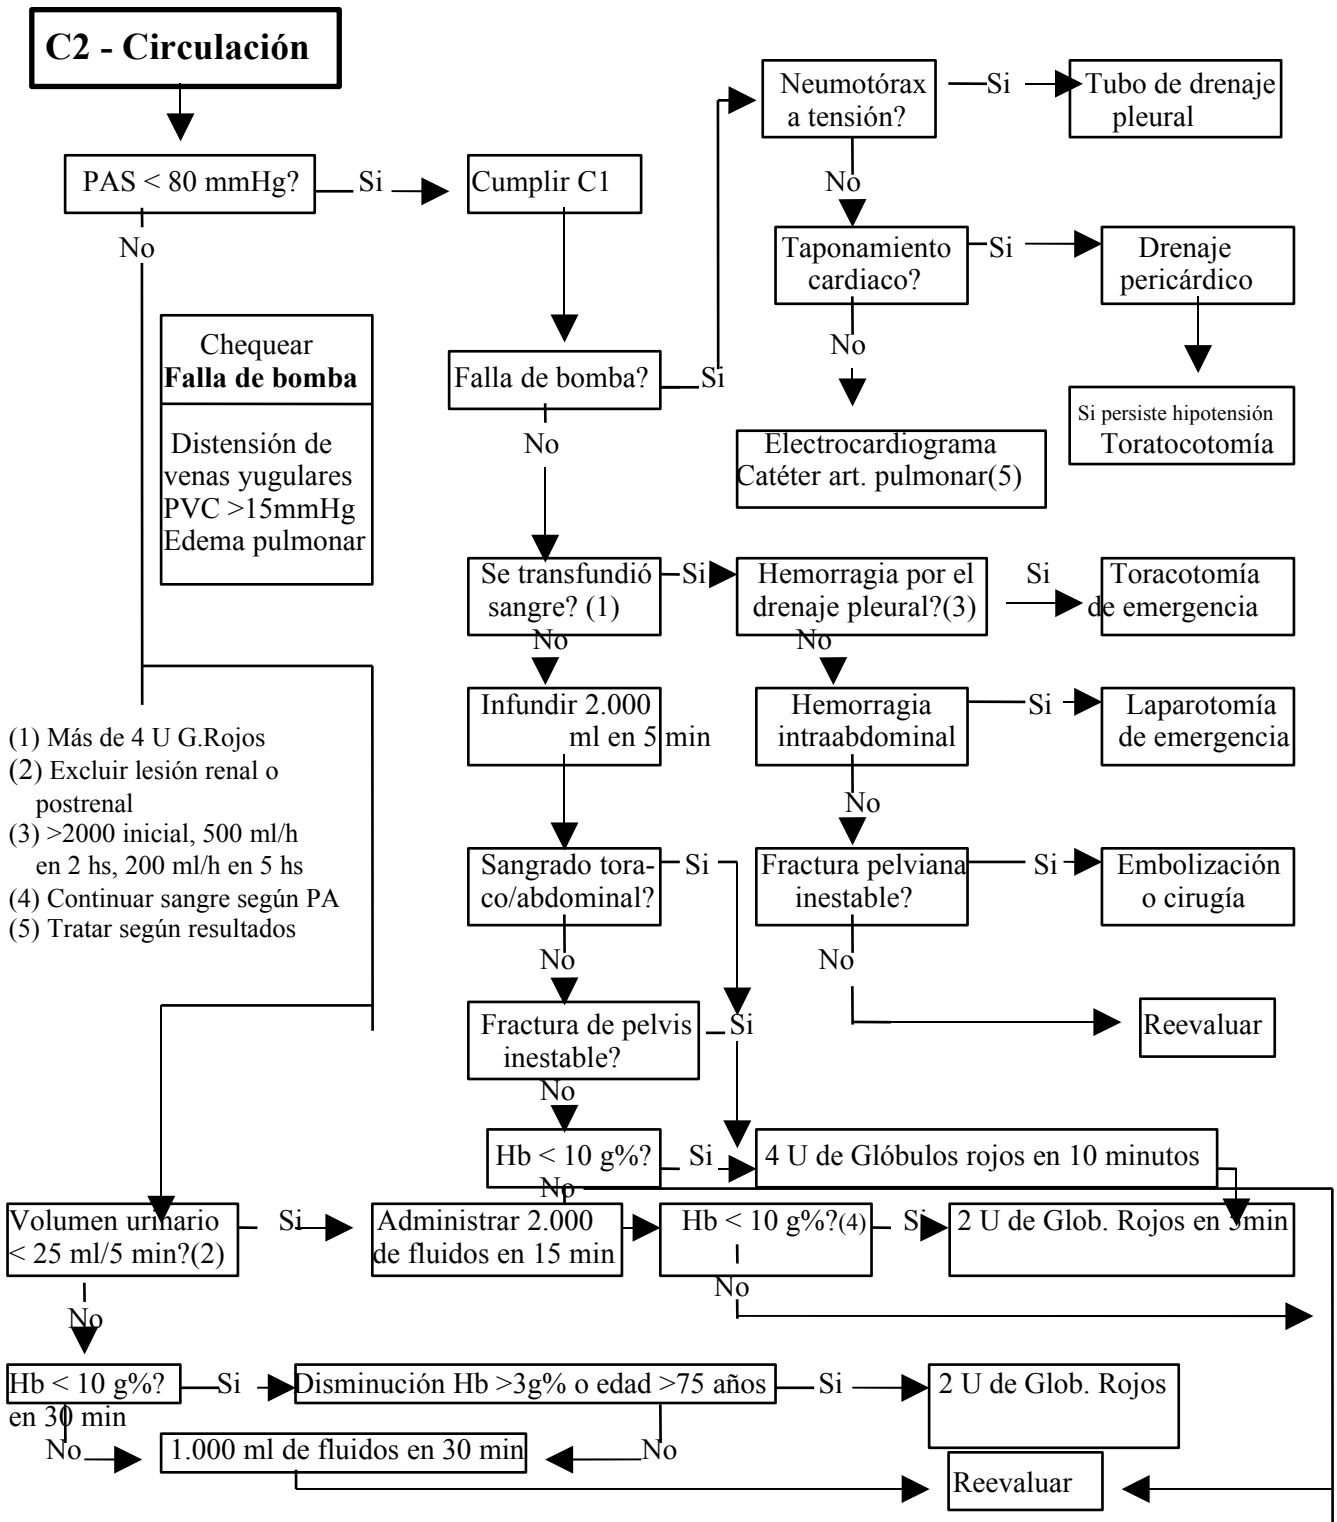 C2 - Circulación
PAS < 80 mmHg?
Si
Cumplir C1
No
Neumotórax
a tensión?
Si
Tubo de drenaje
pleural
No
Taponamiento
cardiaco?
Si
Drenaje
pericárdico
No
Si persiste hipotensión
Toratocotomía
Electrocardiograma
Catéter art. pulmonar(5)
Chequear
Falla de bomba
Distensión de
venas yugulares
PVC >15mmHg
Edema pulmonar
Falla de bomba?
Si
No
Se transfundió
sangre? (1)
Si
Hemorragia por el
drenaje pleural?(3)
Si
Toracotomía
de emergencia
No
No
Infundir 2.000
ml en 5 min
Hemorragia
intraabdominal
Si
Laparotomía
de emergencia
No
(1) Más de 4 U G.Rojos
(2) Excluir lesión renal o
postrenal
(3) >2000 inicial, 500 ml/h
en 2 hs, 200 ml/h en 5 hs
(4) Continuar sangre según PA
(5) Tratar según resultados
Sangrado tora-
co/abdominal?
Si
Fractura pelviana
inestable?
Si
Embolización
o cirugía
No
No
Fractura de pelvis
inestable?
Si
Reevaluar
No
Hb < 10 g%?
Si
4 U de Glóbulos rojos en 10 minutos
No
Volumen urinario
< 25 ml/5 min?(2)
Si
Administrar 2.000
de fluidos en 15 min
Hb < 10 g%?(4)
Si
2 U de Glob. Rojos en 5min
No
No
Hb < 10 g%?
en 30 min
Si
Disminución Hb >3g% o edad >75 años
Si
2 U de Glob. Rojos
No
1.000 ml de fluidos en 30 min
No
Reevaluar